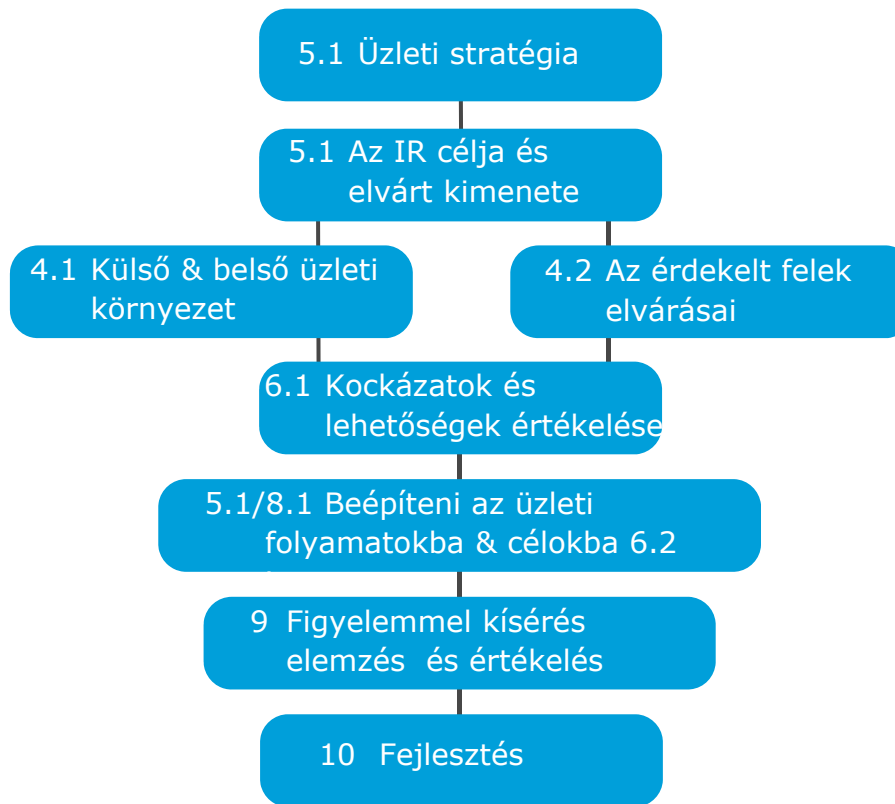 5.1 Üzleti stratégia
5.1 Az IR célja és
elvárt kimenete
4.1 Külső & belső üzleti
környezet
4.2 Az érdekelt felek
elvárásai
6.1 Kockázatok és
lehetőségek értékelése
5.1/8.1 Beépíteni az üzleti
folyamatokba & célokba 6.2
9 Figyelemmel kísérés
elemzés és értékelés
10 Fejlesztés